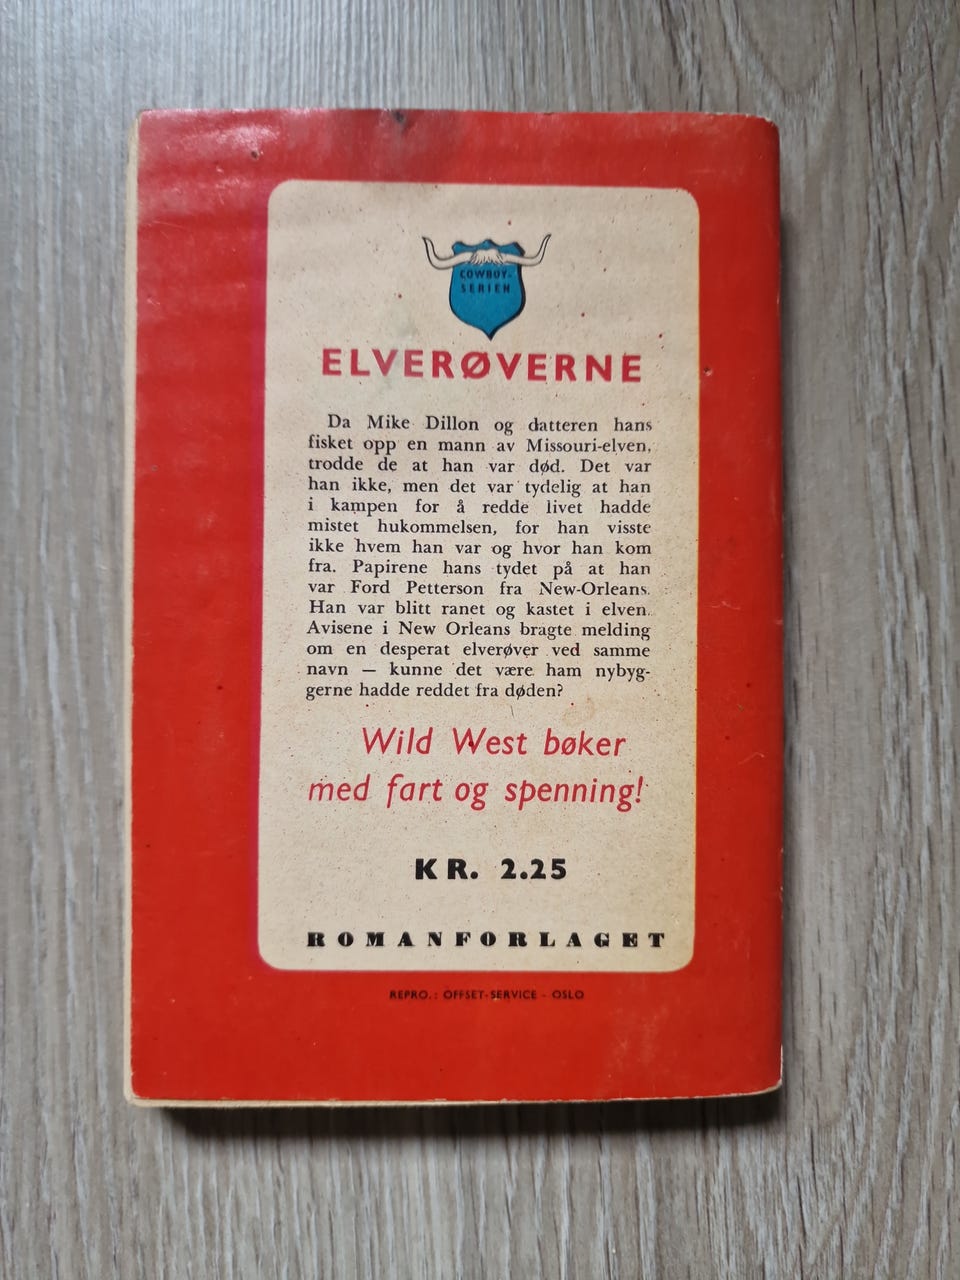 COWBOY-
SERIEN
ELVERØVERNE
Da Mike Dillon og datteren hans
fisket opp en mann av Missouri-elven,
trodde de at han var død. Det var
han ikke, men det var tydelig at han
i kampen for å redde livet hadde
mistet hukommelsen, for han visste
ikke hvem han var og hvor han kom
fra. Papirene hans tydet på at han
var Ford Petterson fra New-Orleans.
Han var blitt ranet og kastet i elven.
Avisene i New Orleans bragte melding
om en desperat elverøver ved samme
navn — kunne det være ham nybyg-
gerne hadde reddet fra døden?
Wild West bøker
med fart og spenning!
KR. 2.25
ROMANFORLAGET
REPRO.: OFFSET-SERVICE - OSLO